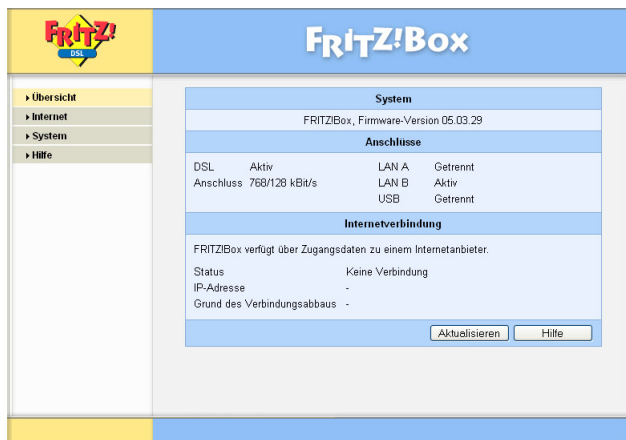 FRITZ!
DSL
FRITZ!BOX
Übersicht
Internet
System
Hilfe
System
FRITZ!Box, Firmware-Version 05.03.29
Anschlüsse
DSL Aktiv LAN A Getrennt
Anschluss 768/128 kBit/s LAN B Aktiv
USB Getrennt
Internetverbindung
FRITZ!Box verfügt über Zugangsdaten zu einem Internetanbieter.
Status Keine Verbindung
IP-Adresse -
Grund des Verbindungsabbaus -
Aktualisieren Hilfe